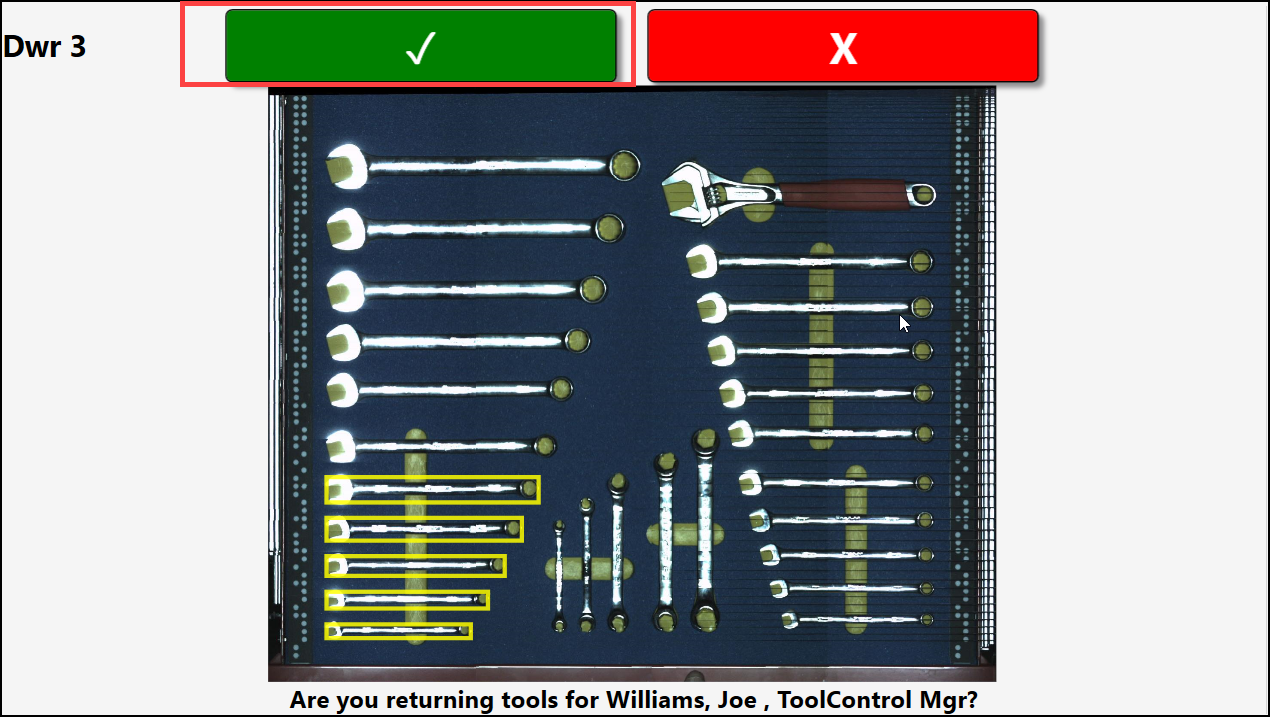 Dwr 3
✓
X
Are you returning tools for Williams, Joe , ToolControl Mgr?